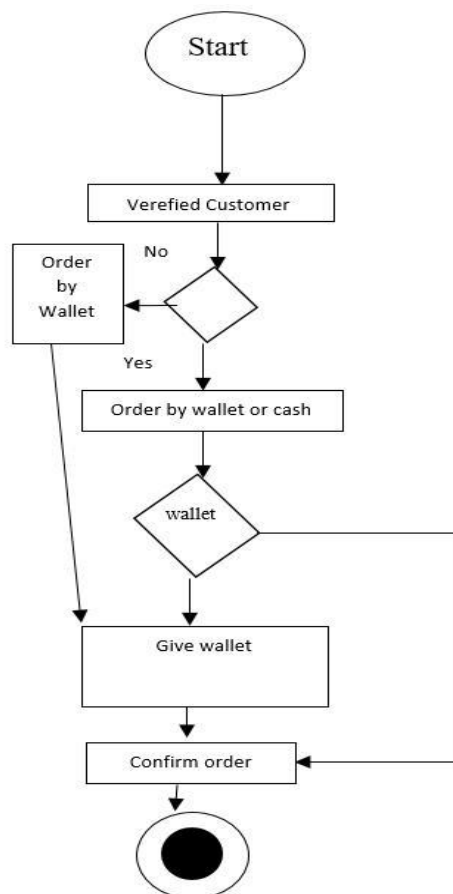 Start
Verefied Customer
No
Order
by
Wallet
Yes
Order by wallet or cash
wallet
Give wallet
Confirm order